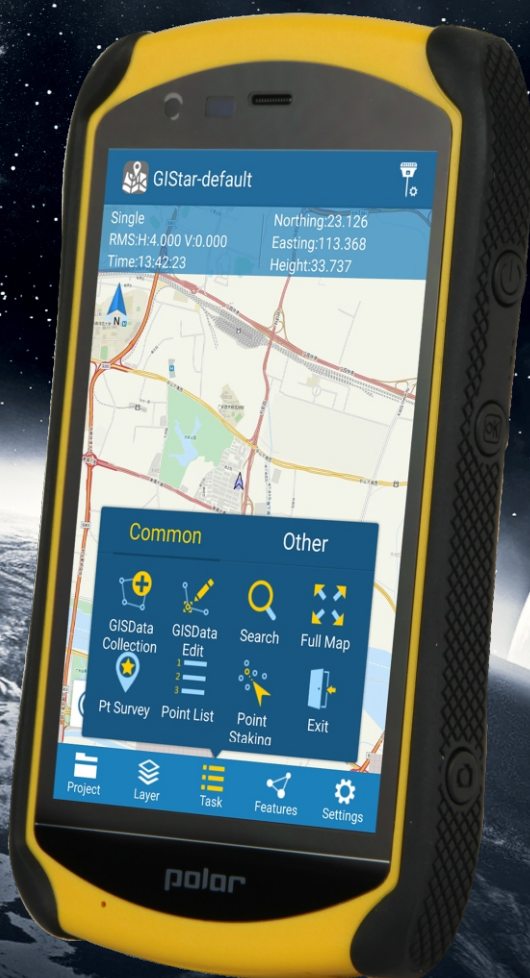 GIStar-default
Single
RMS:H:4.000 V:0.000
Time:13:42:23
Northing:23.126
Easting:113.368
Height:33.737
N
Common
Other
GISData
Collection
GISData
Edit
Search
Full Map
1
2
3
Pt Survey
Point List
Point
Staking
Exit
Project
Layer
Task
Features
Settings
polar